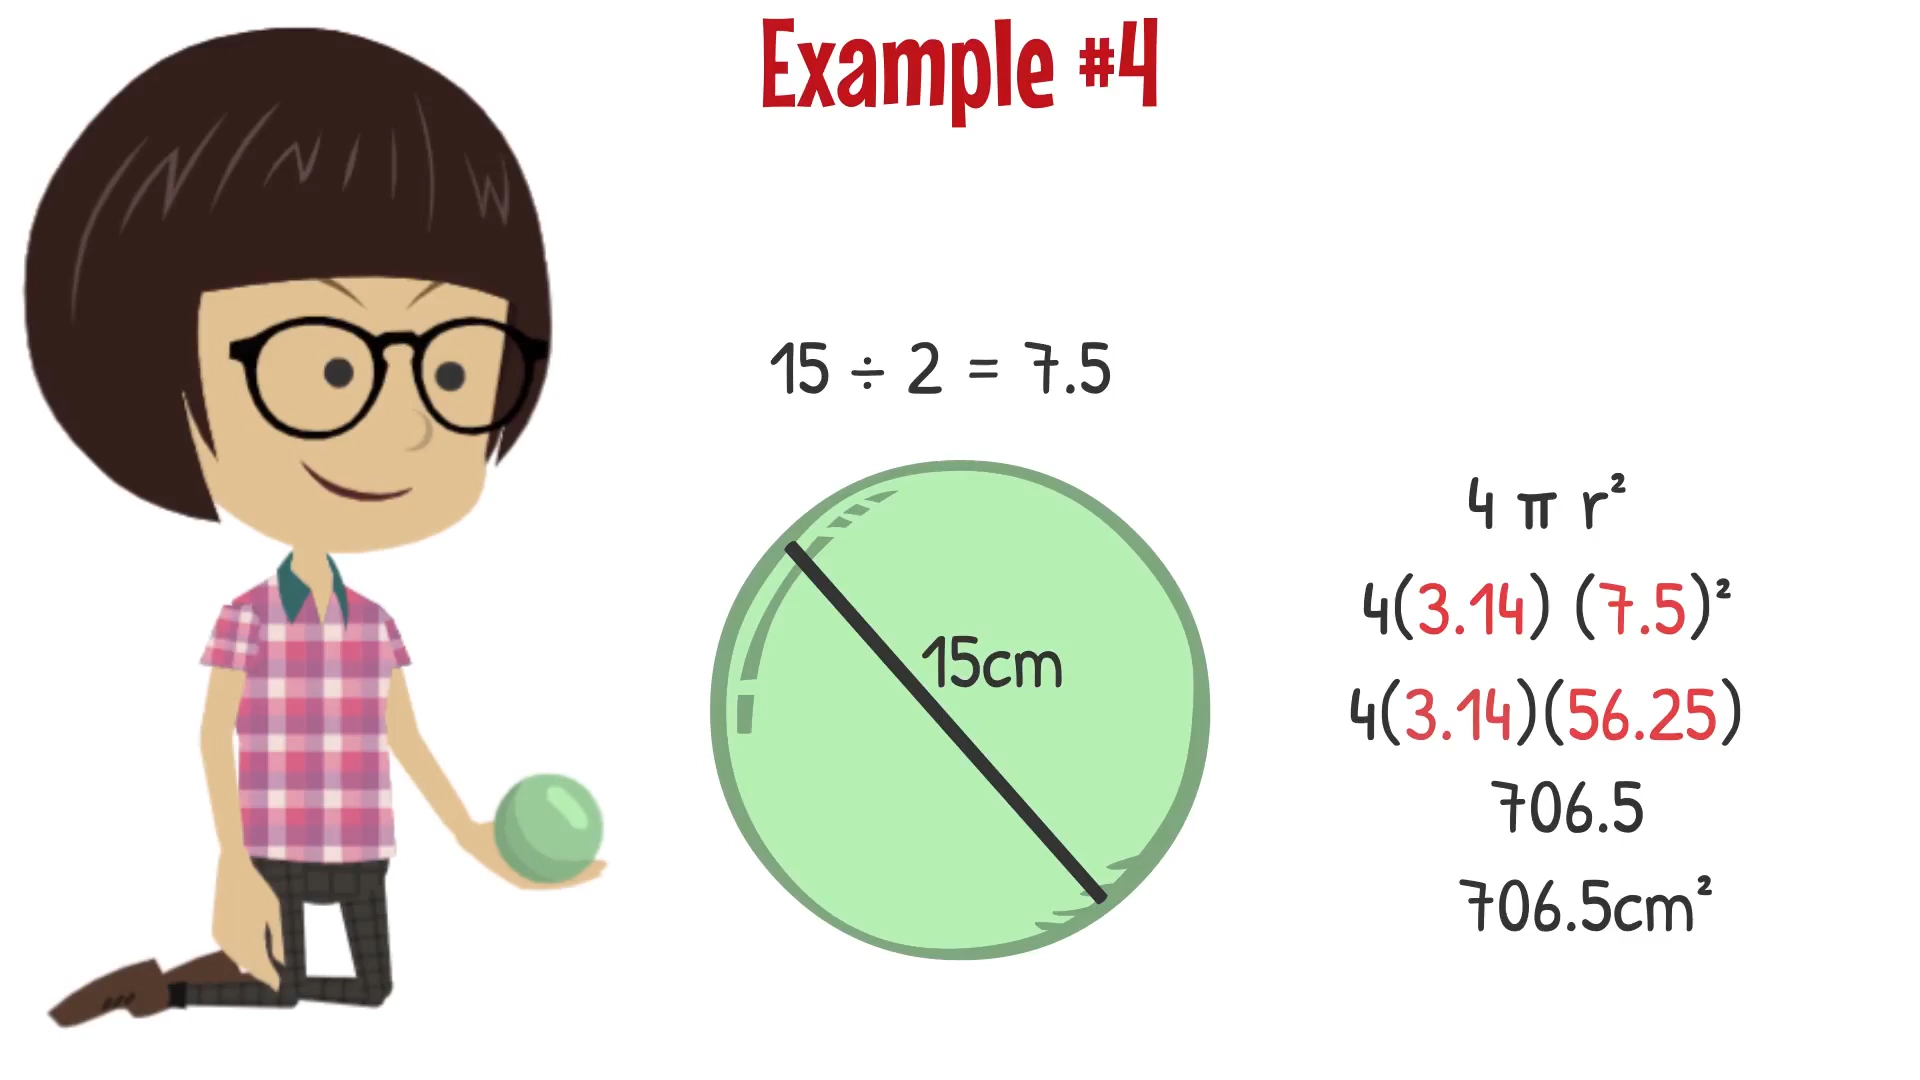 Example #4
15 ÷ 2 = 7.5
15cm
4 π r²
4(3.14) (7.5)²
4(3.14)(56.25)
706.5
706.5cm²